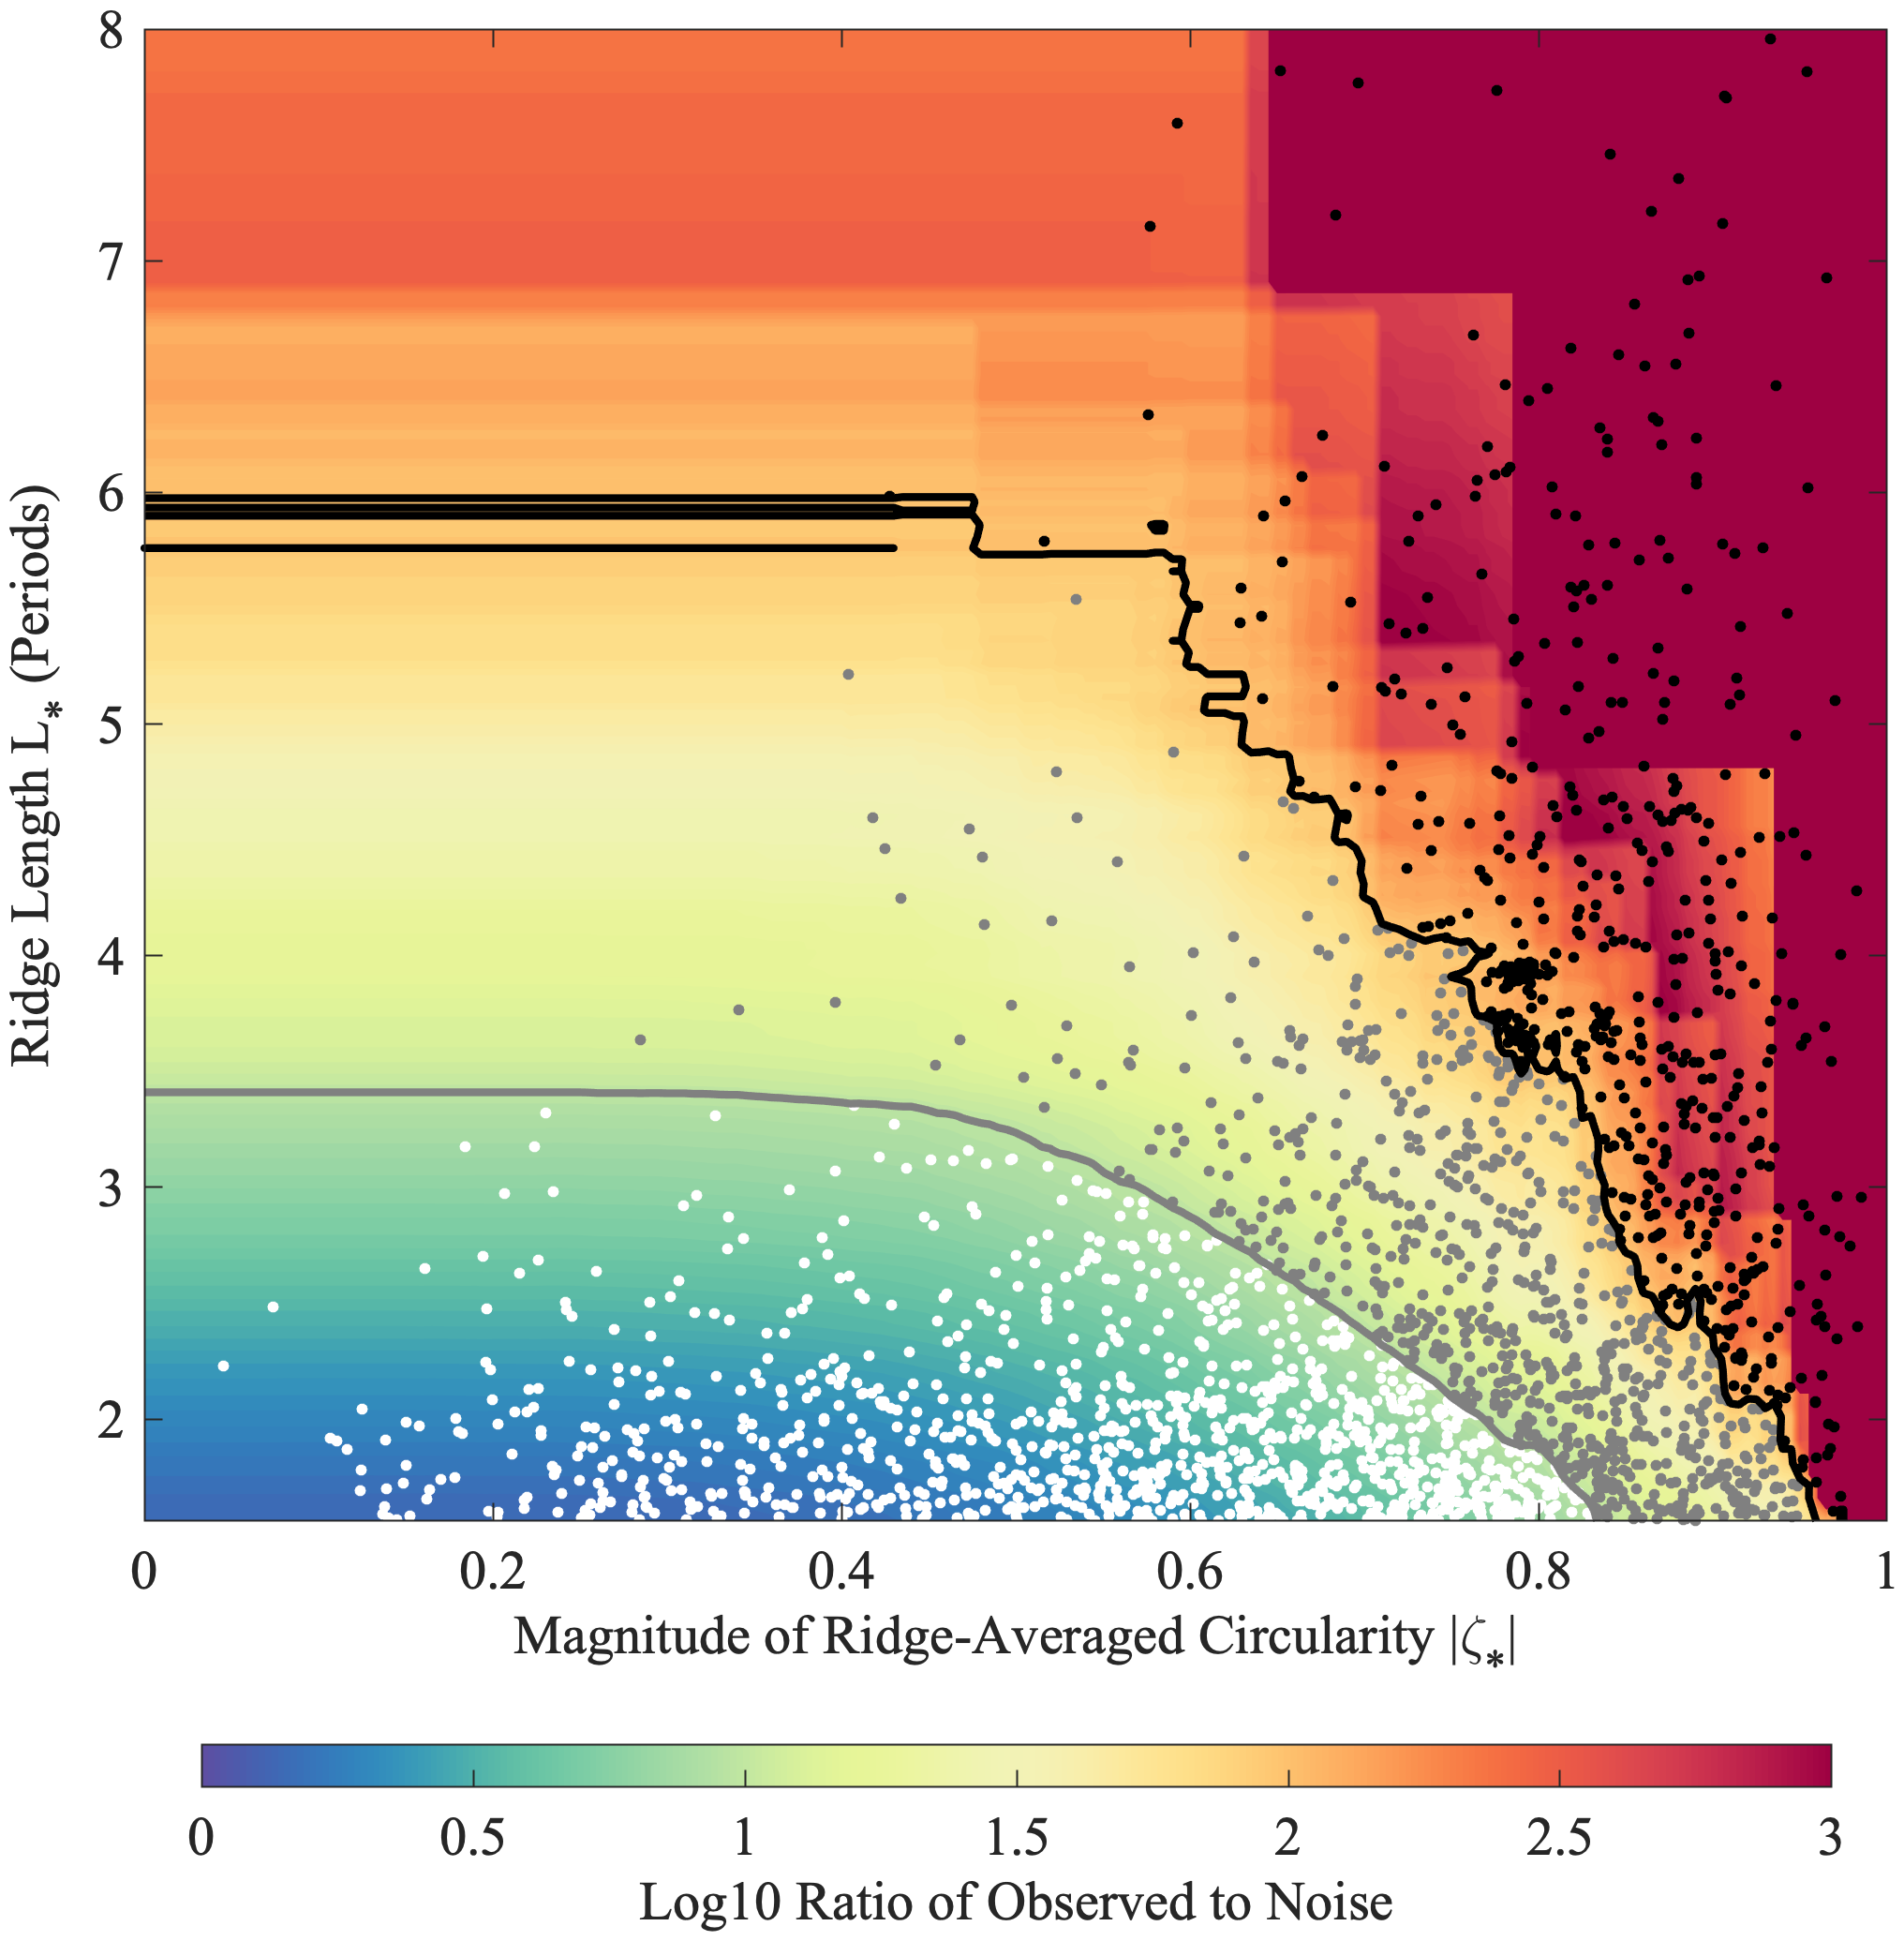 8
7
6
5
4
3
2
Ridge Length L* (Periods)
0 0.2 0.4 0.6 0.8 1
Magnitude of Ridge-Averaged Circularity |ζ*|
0 0.5 1 1.5 2 2.5 3
Log10 Ratio of Observed to Noise